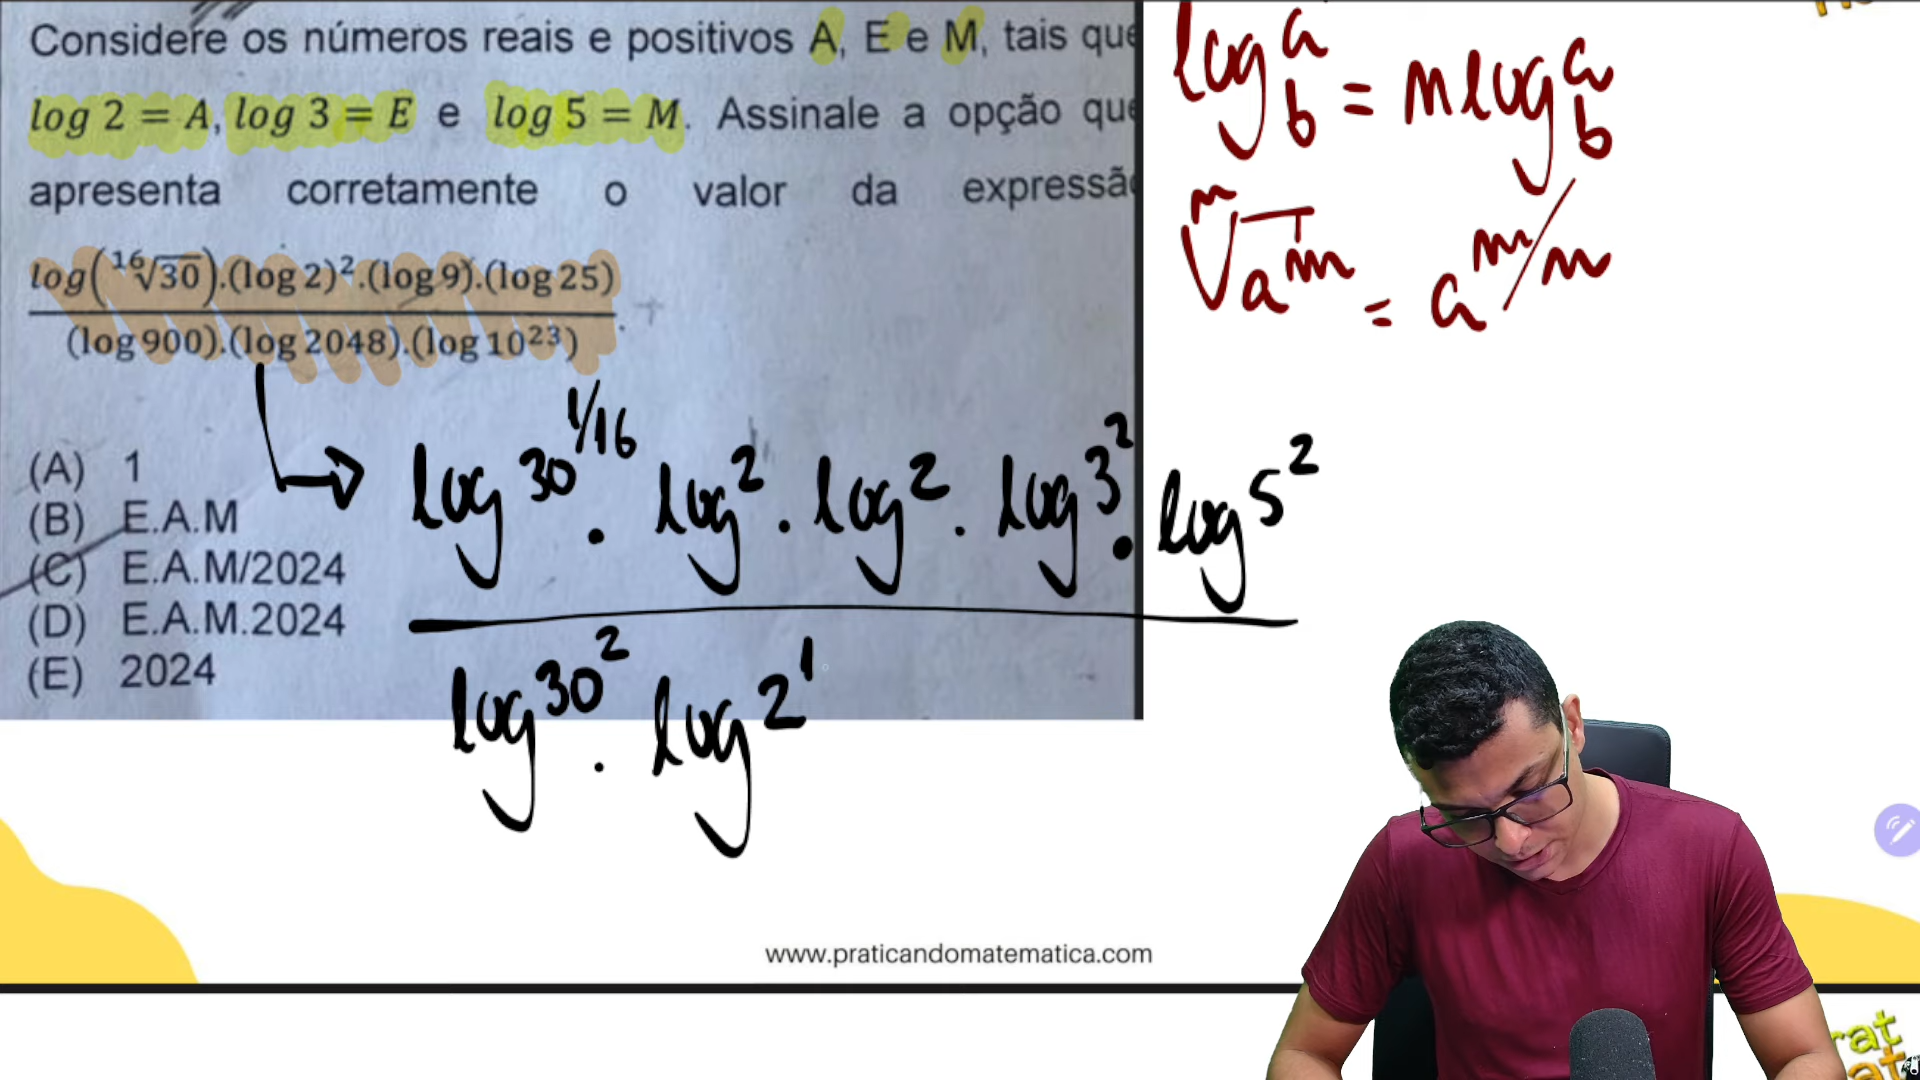 Considere os números reais e positivos A, E e M, tais que
log 2 = A, log 3 = E e log 5 = M. Assinale a opção que
apresenta corretamente o valor da expressão
log(¹⁶√30).(log 2)².(log 9).(log 25)
(log 900).(log 2048).(log 10²³)
(A) 1
(B) E.A.M
(C) E.A.M/2024
(D) E.A.M.2024
(E) 2024
log 30^1/16 . log 2 . log 2 . log 3² . log 5²
log 30² . log 2¹
log a b = n log a b
ⁿ√a^m = a^m/n
www.praticandomatematica.com